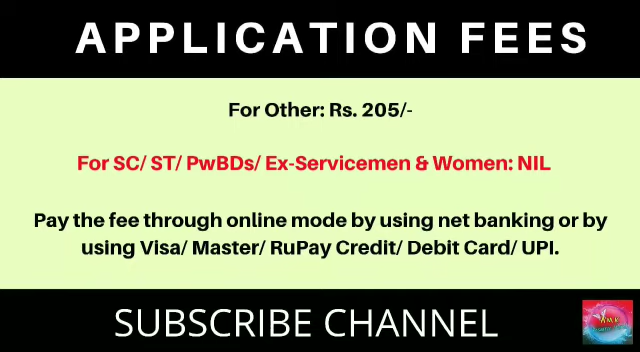 APPLICATION FEES
For Other: Rs. 205/-
For SC/ ST/ PwBDs/ Ex-Servicemen & Women: NIL
Pay the fee through online mode by using net banking or by
using Visa/ Master/ RuPay Credit/ Debit Card/ UPI.
SUBSCRIBE CHANNEL